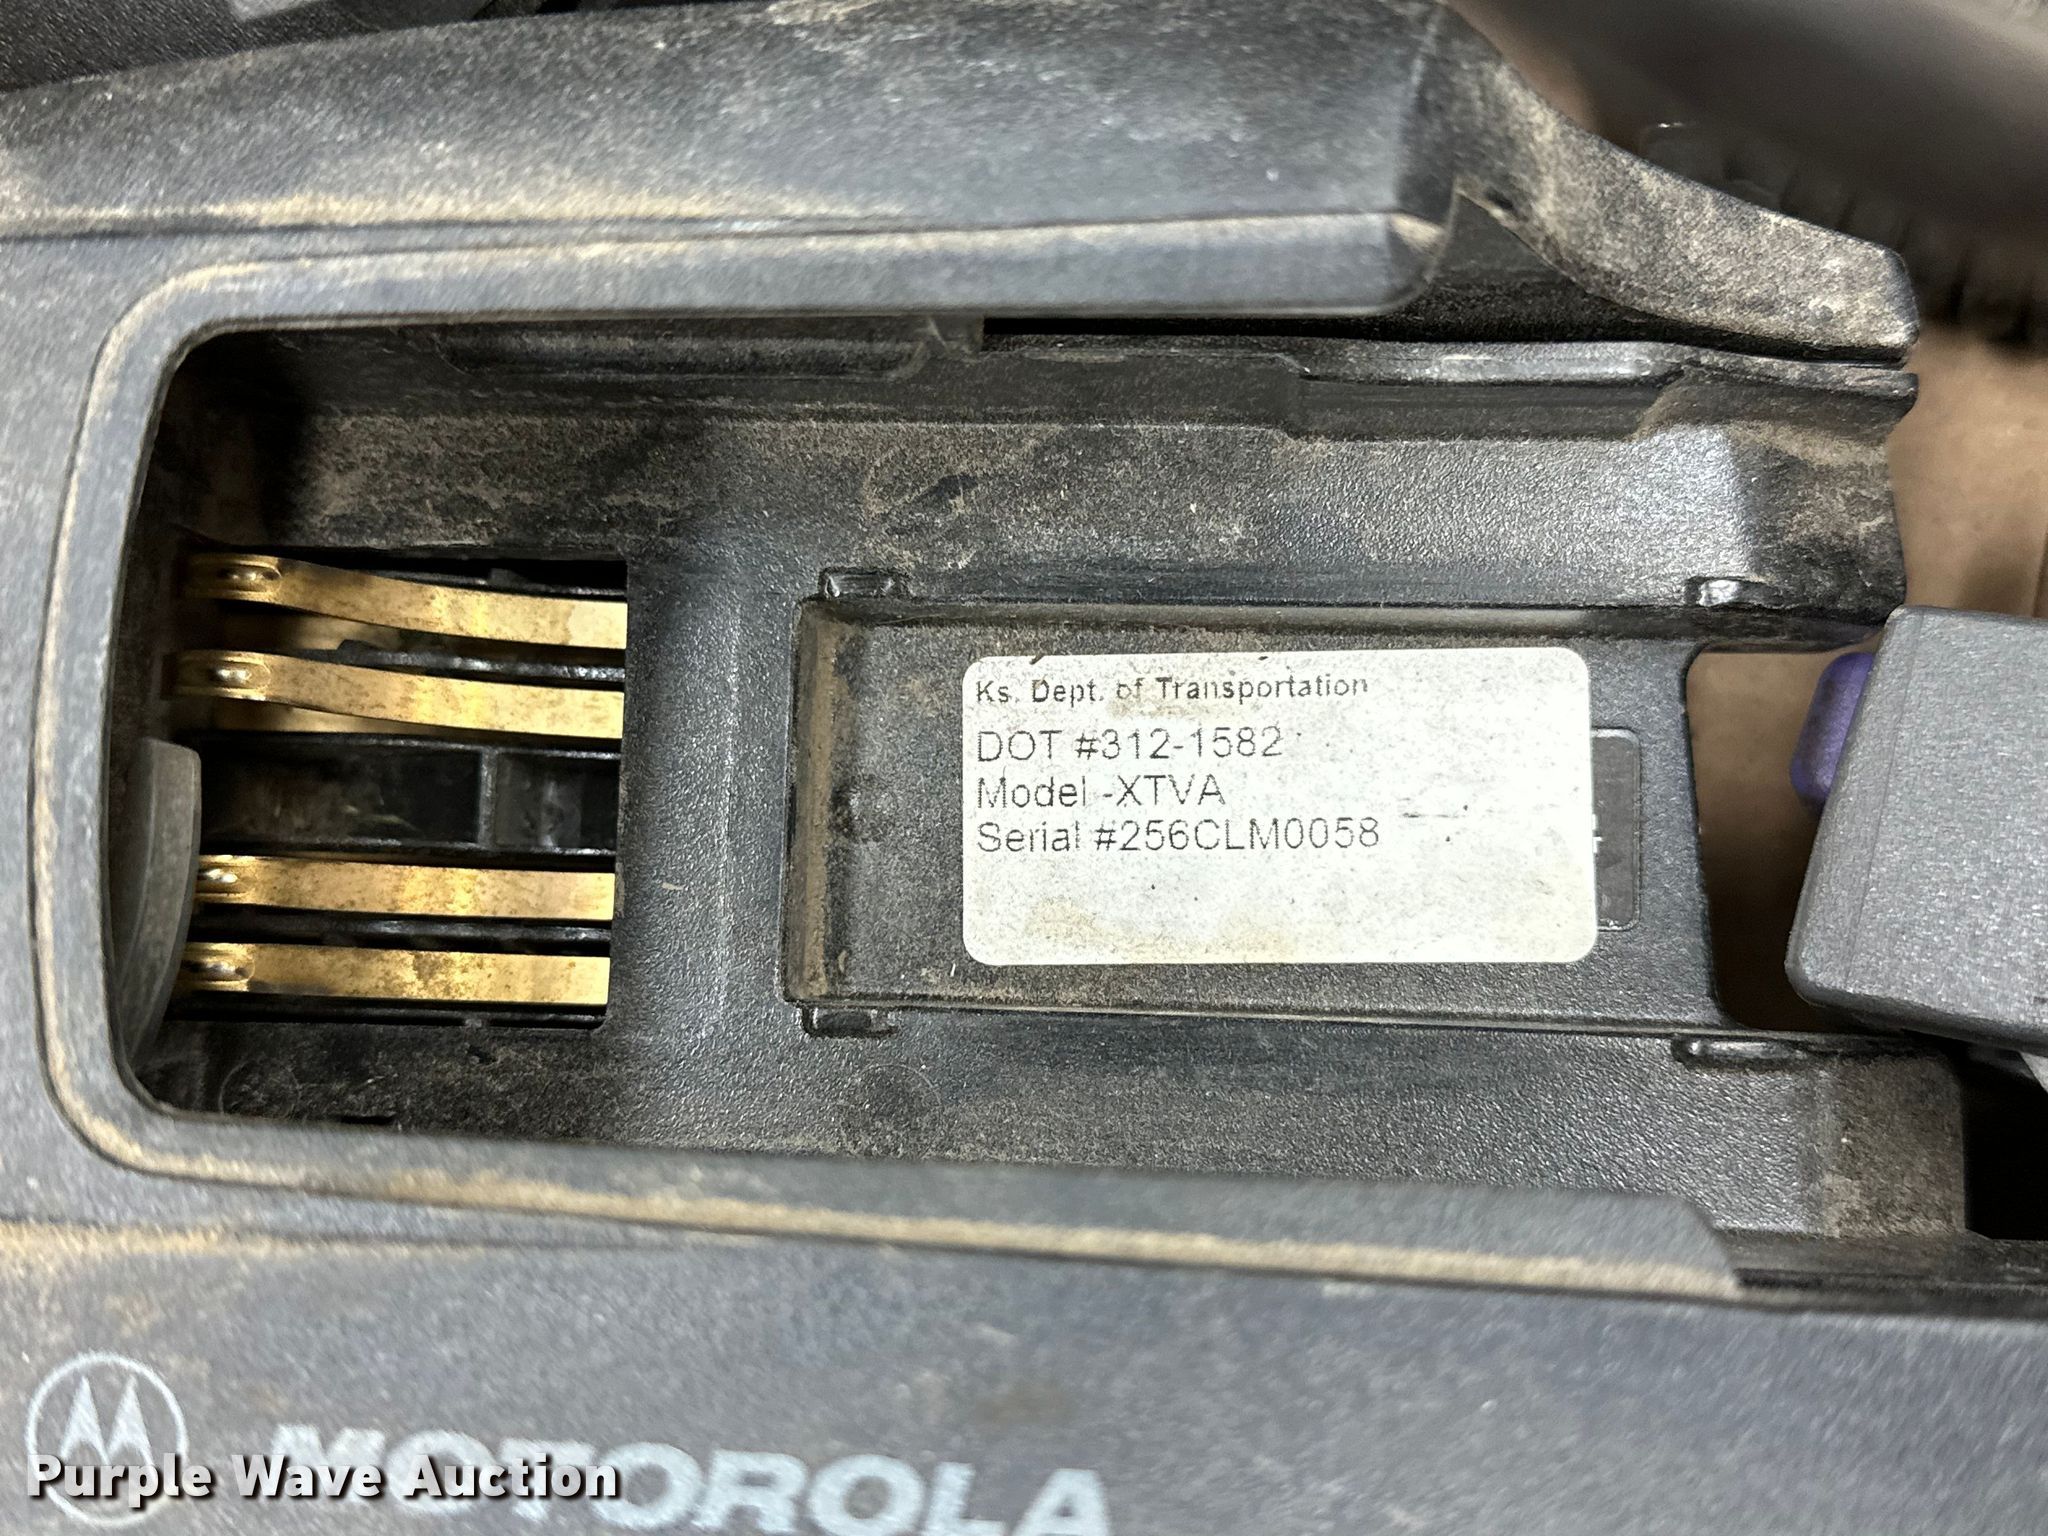 Ks. Dept. of Transportation
DOT #312-1582
Model -XTVA
Serial #256CLM0058
MOTOROLA
Purple Wave Auction